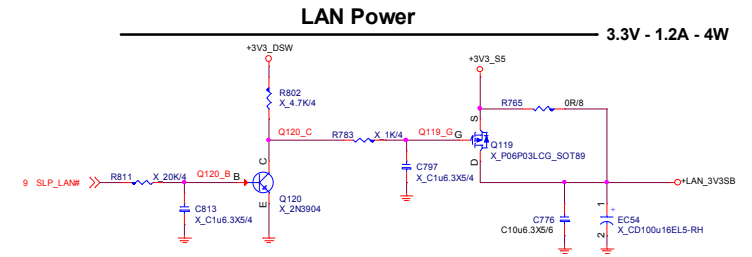 LAN Power
3.3V - 1.2A - 4W
+3V3_DSW
+3V3_S5
R802
X_4.7K/4
R765 0R/8
S
Q120_C R783 X_1K/4 Q119_G G
Q119
X_P06P03LCG_SOT89
D
C797
X_C1u6.3X5/4
9 SLP_LAN# R811 X_20K/4 Q120_B B
C
E
Q120
X_2N3904
+LAN_3V3SB
C813
X_C1u6.3X5/4
C776
C10u6.3X5/6
1
+
2
EC54
X_CD100u16EL5-RH